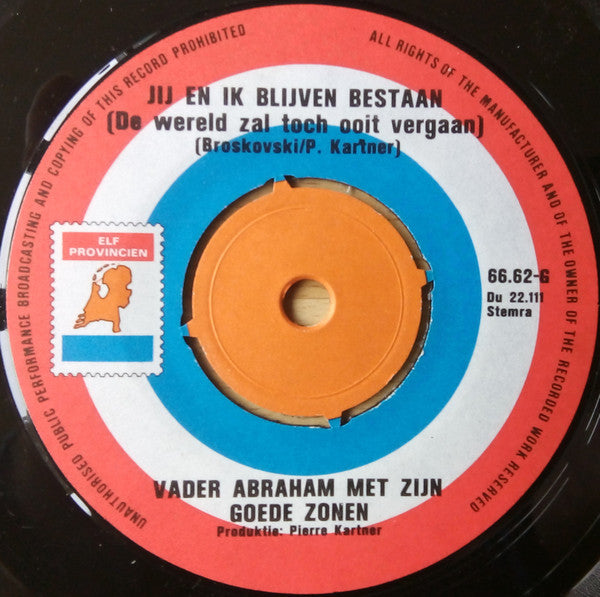 UNAUTHORISED PUBLIC PERFORMANCE BROADCASTING AND COPYING OF THIS RECORD PROHIBITED
ALL RIGHTS OF THE MANUFACTURER AND OF THE OWNER OF THE RECORDED WORK RESERVED
JIJ EN IK BLIJVEN BESTAAN
(De wereld zal toch ooit vergaan)
(Broskovski/P. Kartner)
ELF
PROVINCIEN
66.62-G
Du 22.111
Stemra
VADER ABRAHAM MET ZIJN
GOEDE ZONEN
Produktie: Pierre Kartner